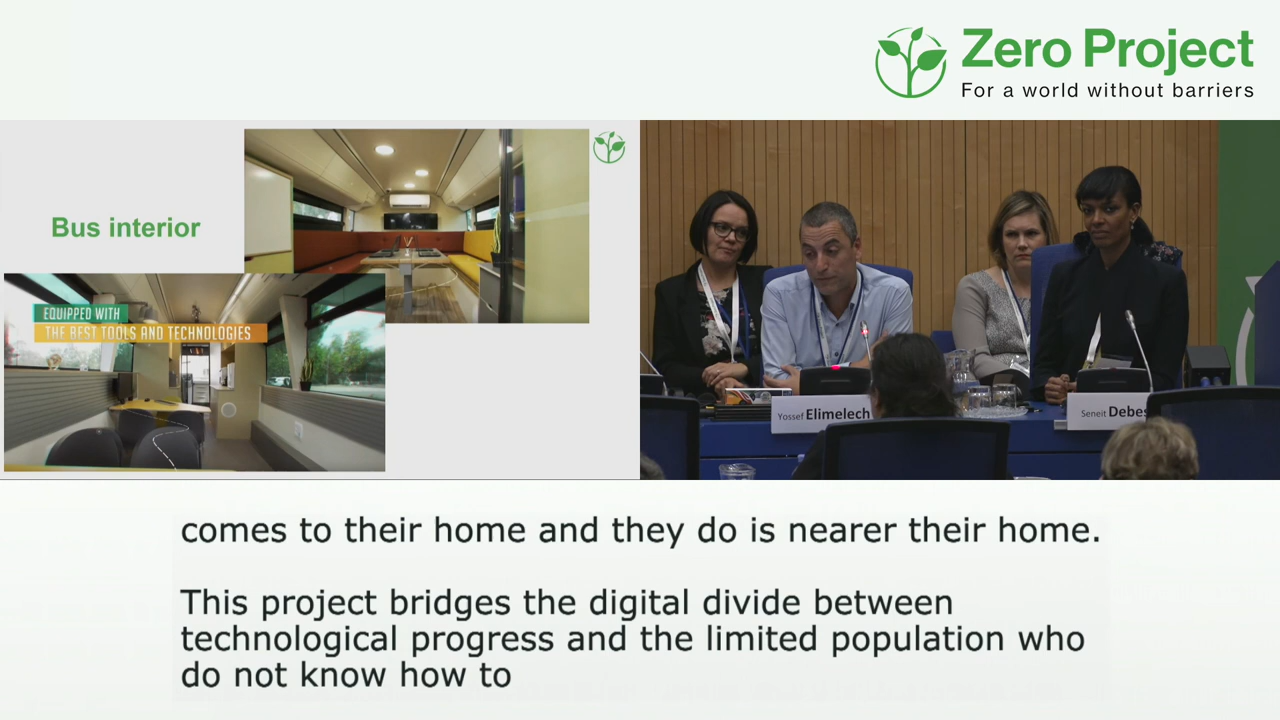 Zero Project
For a world without barriers
Bus interior
EQUIPPED WITH
THE BEST TOOLS AND TECHNOLOGIES
Yossef Elimelech
Seneit Debes
comes to their home and they do is nearer their home.
This project bridges the digital divide between
technological progress and the limited population who
do not know how to